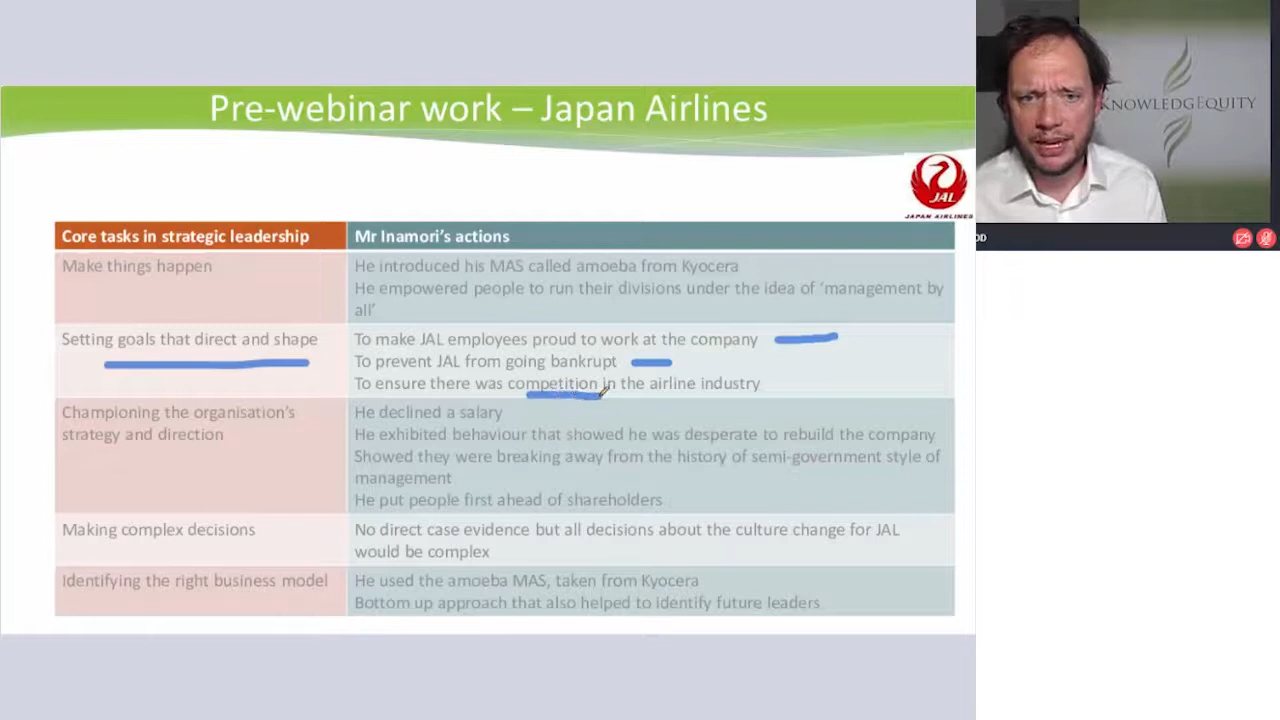 Pre-webinar work – Japan Airlines
KNOWLEDGEQUITY
JAL
JAPAN AIRLINES
OD
Core tasks in strategic leadership
Mr Inamori's actions
Make things happen
He introduced his MAS called amoeba from Kyocera
He empowered people to run their divisions under the idea of 'management by
all'
Setting goals that direct and shape
To make JAL employees proud to work at the company
To prevent JAL from going bankrupt
To ensure there was competition in the airline industry
Championing the organisation's
strategy and direction
He declined a salary
He exhibited behaviour that showed he was desperate to rebuild the company
Showed they were breaking away from the history of semi-government style of
management
He put people first ahead of shareholders
Making complex decisions
No direct case evidence but all decisions about the culture change for JAL
would be complex
Identifying the right business model
He used the amoeba MAS, taken from Kyocera
Bottom up approach that also helped to identify future leaders